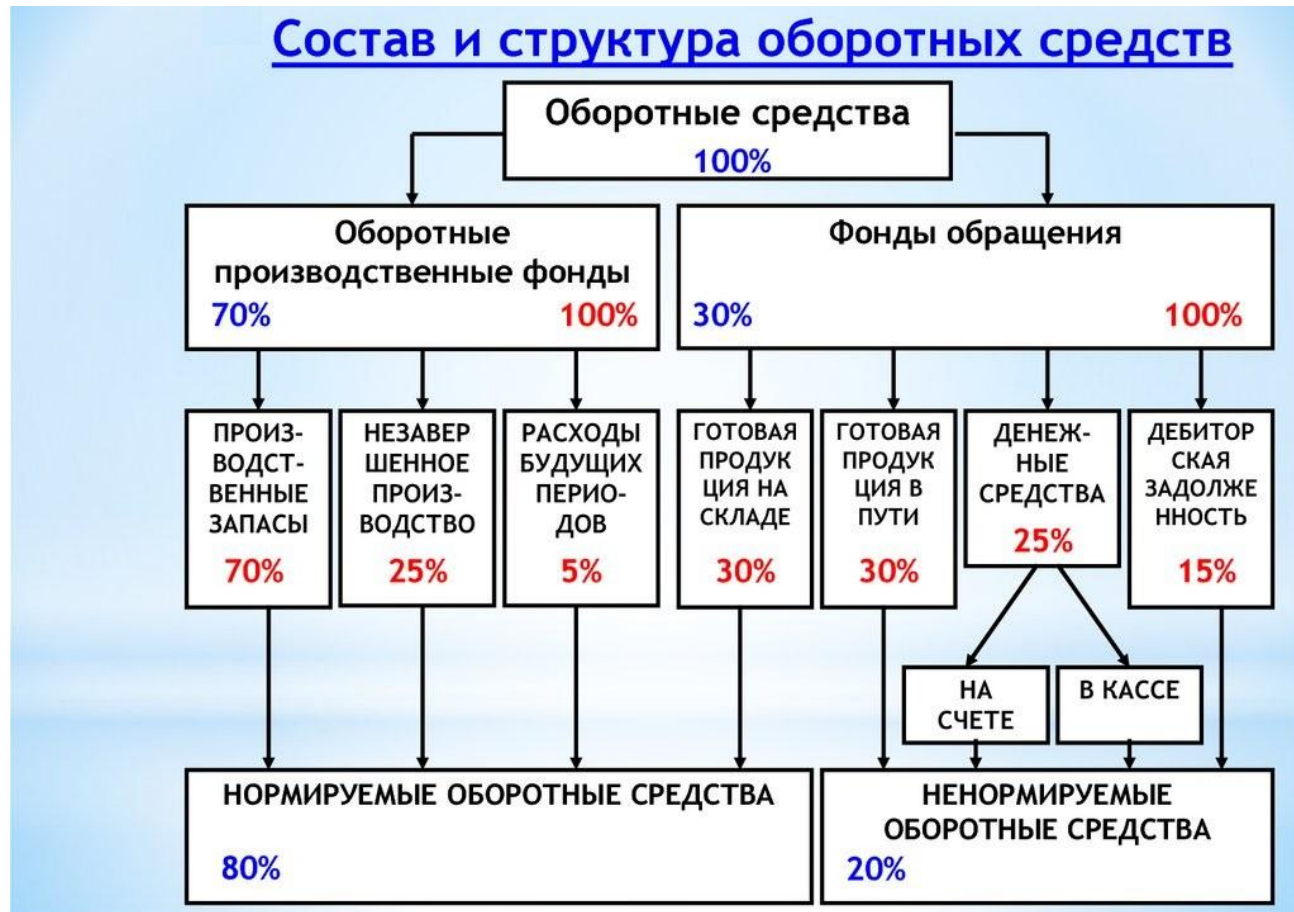 Состав и структура оборотных средств
Оборотные средства
100%
Оборотные
производственные фонды
70% 100%
Фонды обращения
30% 100%
ПРОИЗ-
ВОДСТ-
ВЕННЫЕ
ЗАПАСЫ
70%
НЕЗАВЕР
ШЕННОЕ
ПРОИЗ-
ВОДСТВО
25%
РАСХОДЫ
БУДУЩИХ
ПЕРИО-
ДОВ
5%
ГОТОВАЯ
ПРОДУК
ЦИЯ НА
СКЛАДЕ
30%
ГОТОВАЯ
ПРОДУК
ЦИЯ В
ПУТИ
30%
ДЕНЕЖ-
НЫЕ
СРЕДСТВА
25%
ДЕБИТОР
СКАЯ
ЗАДОЛЖЕ
ННОСТЬ
15%
НА
СЧЕТЕ
В КАССЕ
НОРМИРУЕМЫЕ ОБОРОТНЫЕ СРЕДСТВА
80%
НЕНОРМИРУЕМЫЕ
ОБОРОТНЫЕ СРЕДСТВА
20%